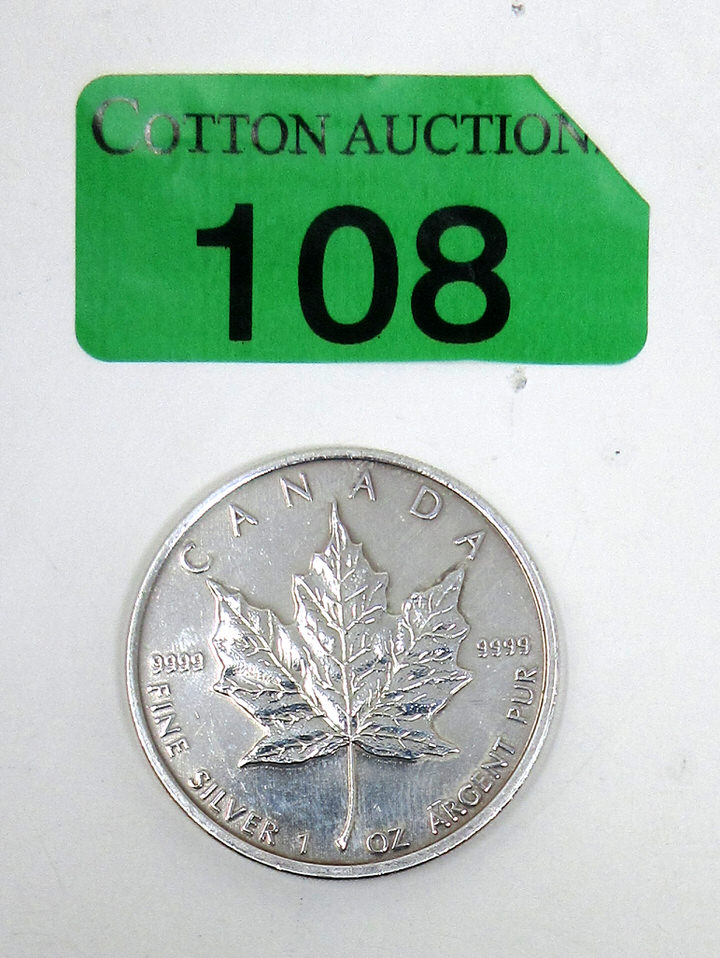 COTTON AUCTION
108
CANADA
9999 9999
FINE SILVER 1 OZ ARGENT PUR